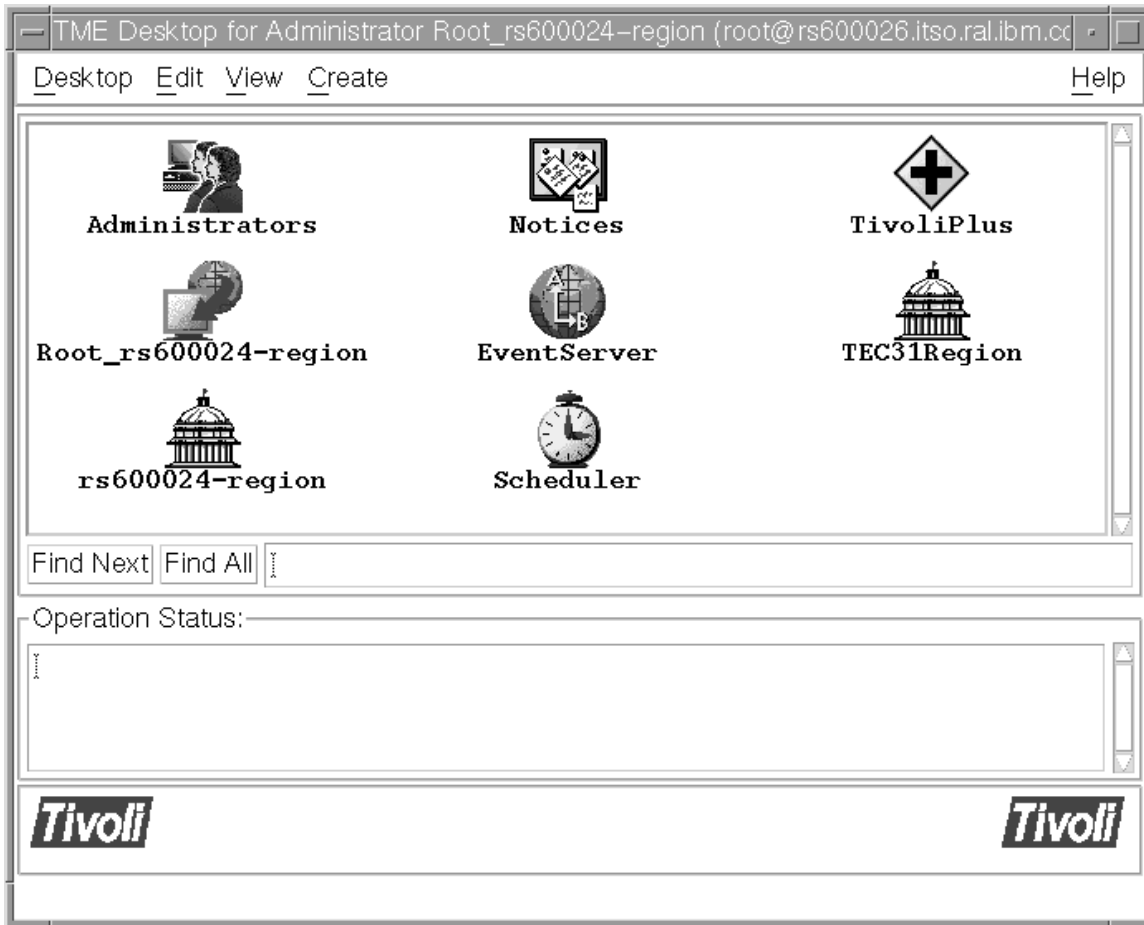 TME Desktop for Administrator Root_rs600024-region (root@rs600026.itso.ral.ibm.co
Desktop Edit View Create Help
Administrators Notices TivoliPlus
Root_rs600024-region EventServer TEC31Region
rs600024-region Scheduler
Find Next Find All
Operation Status:
Tivoli Tivoli